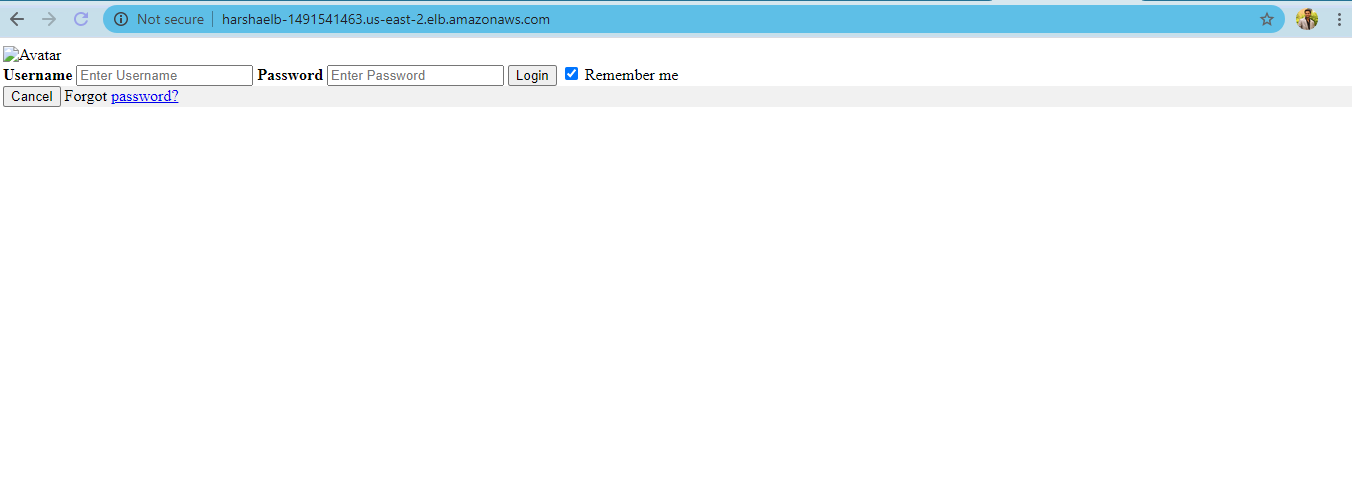 Not secure harshaelb-1491541463.us-east-2.elb.amazonaws.com
Avatar
Username Enter Username Password Enter Password Login Remember me
Cancel Forgot password?